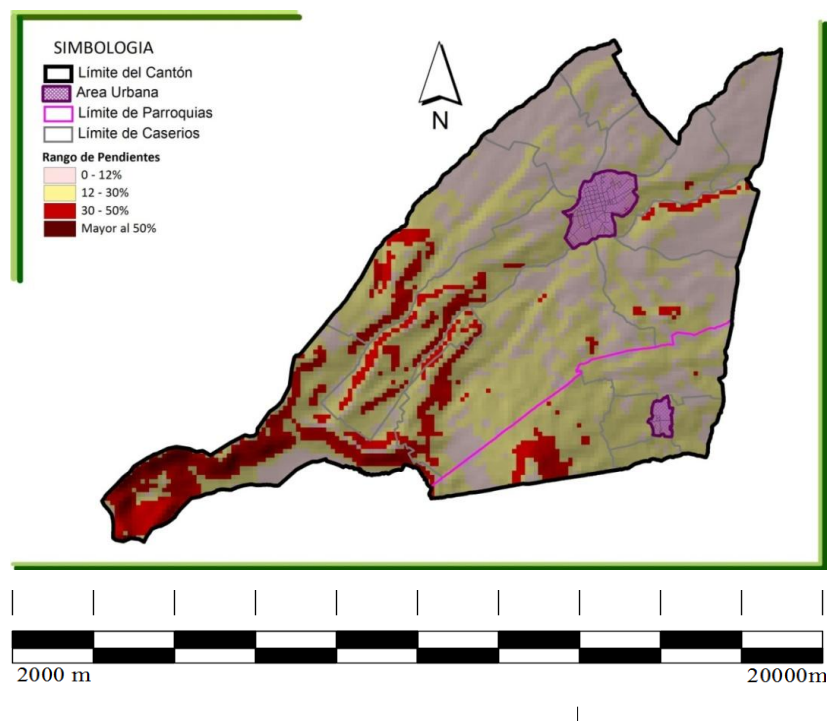 SIMBOLOGIA
Límite del Cantón
Area Urbana
Límite de Parroquias
Límite de Caserios
Rango de Pendientes
0 - 12%
12 - 30%
30 - 50%
Mayor al 50%
N
2000 m
20000m